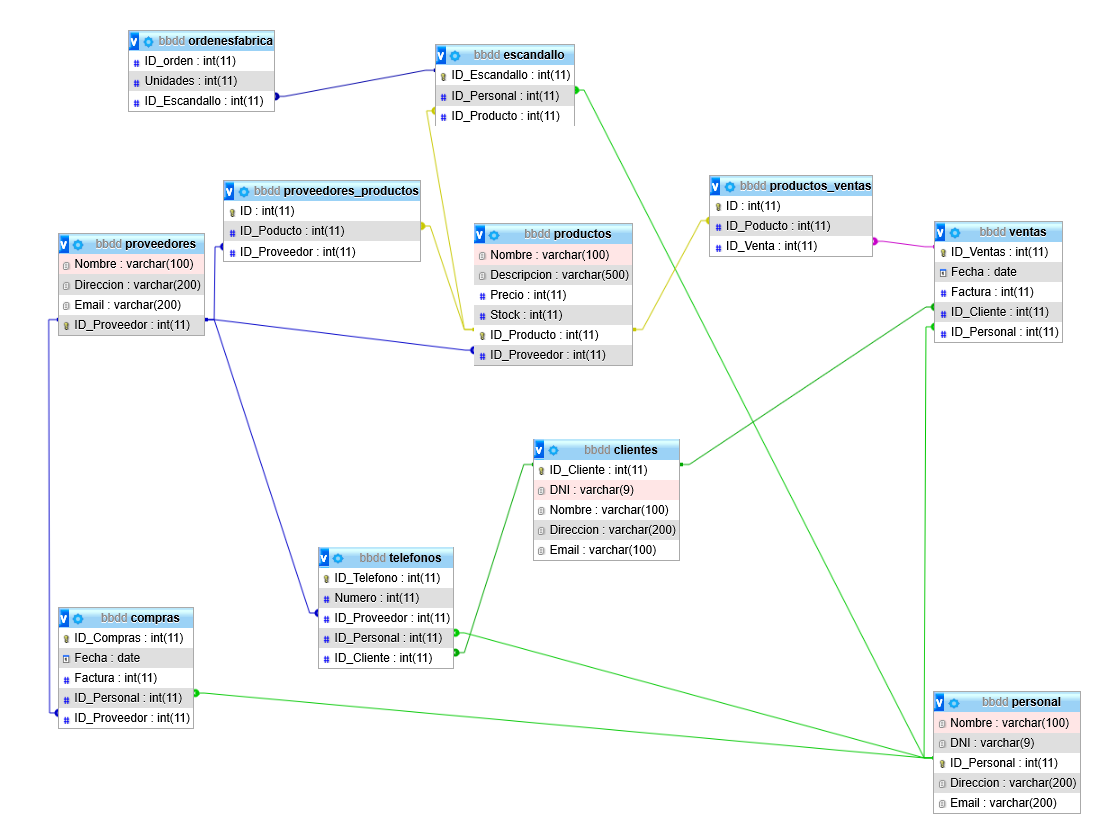 bbdd ordenesfabrica
ID_orden : int(11)
Unidades : int(11)
ID_Escandallo : int(11)
bbdd escandallo
ID_Escandallo : int(11)
ID_Personal : int(11)
ID_Producto : int(11)
bbdd proveedores_productos
ID : int(11)
ID_Poducto : int(11)
ID_Proveedor : int(11)
bbdd productos_ventas
ID : int(11)
ID_Poducto : int(11)
ID_Venta : int(11)
bbdd proveedores
Nombre : varchar(100)
Direccion : varchar(200)
Email : varchar(200)
ID_Proveedor : int(11)
bbdd productos
Nombre : varchar(100)
Descripcion : varchar(500)
Precio : int(11)
Stock : int(11)
ID_Producto : int(11)
ID_Proveedor : int(11)
bbdd ventas
ID_Ventas : int(11)
Fecha : date
Factura : int(11)
ID_Cliente : int(11)
ID_Personal : int(11)
bbdd clientes
ID_Cliente : int(11)
DNI : varchar(9)
Nombre : varchar(100)
Direccion : varchar(200)
Email : varchar(100)
bbdd telefonos
ID_Telefono : int(11)
Numero : int(11)
ID_Proveedor : int(11)
ID_Personal : int(11)
ID_Cliente : int(11)
bbdd compras
ID_Compras : int(11)
Fecha : date
Factura : int(11)
ID_Personal : int(11)
ID_Proveedor : int(11)
bbdd personal
Nombre : varchar(100)
DNI : varchar(9)
ID_Personal : int(11)
Direccion : varchar(200)
Email : varchar(200)